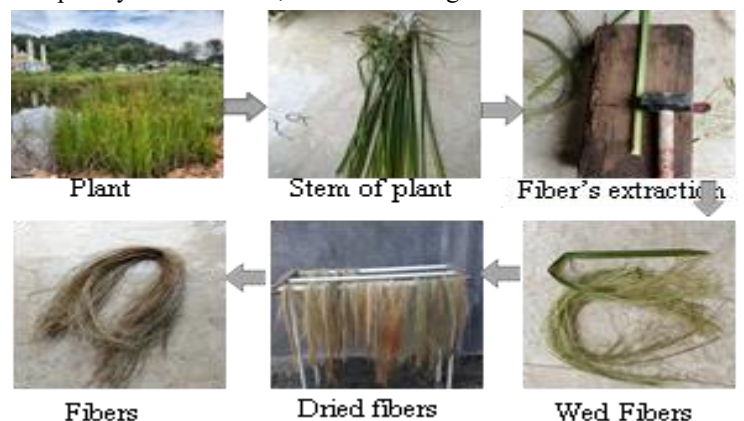 Plant
Stem of plant
Fiber's extraction
Wed Fibers
Dried fibers
Fibers